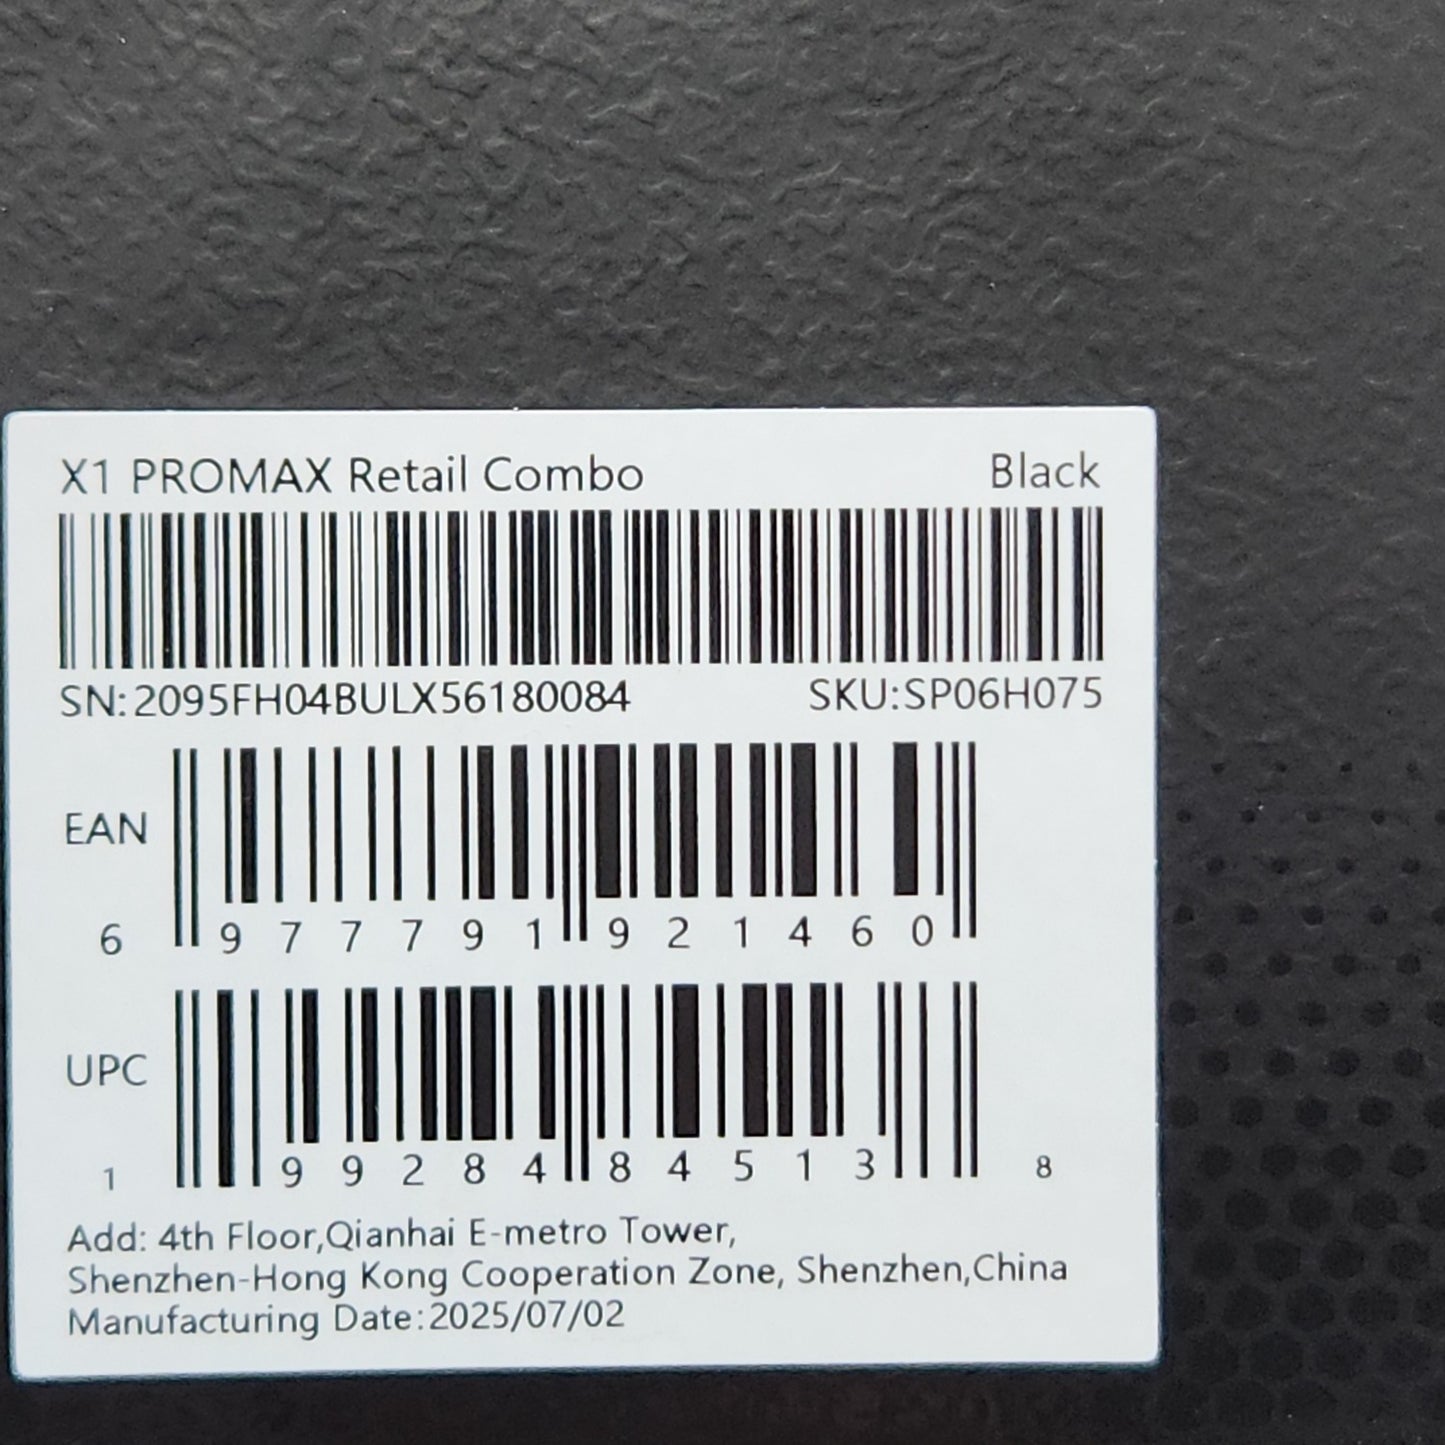 X1 PROMAX Retail Combo Black
SN:2095FH04BULX56180084 SKU:SP06H075
EAN
6 977791 921460
UPC
1 99284 84513 8
Add: 4th Floor,Qianhai E-metro Tower,
Shenzhen-Hong Kong Cooperation Zone, Shenzhen,China
Manufacturing Date:2025/07/02